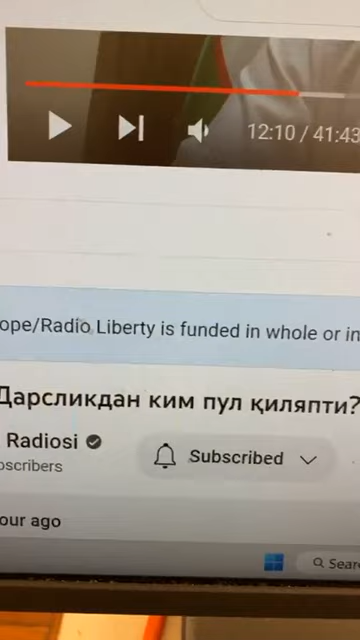 12:10 / 41:43
ope/Radio Liberty is funded in whole or in
Дарсликдан ким пул қиляпти?
Radiosi
oscribers
Subscribed
our ago
Sear